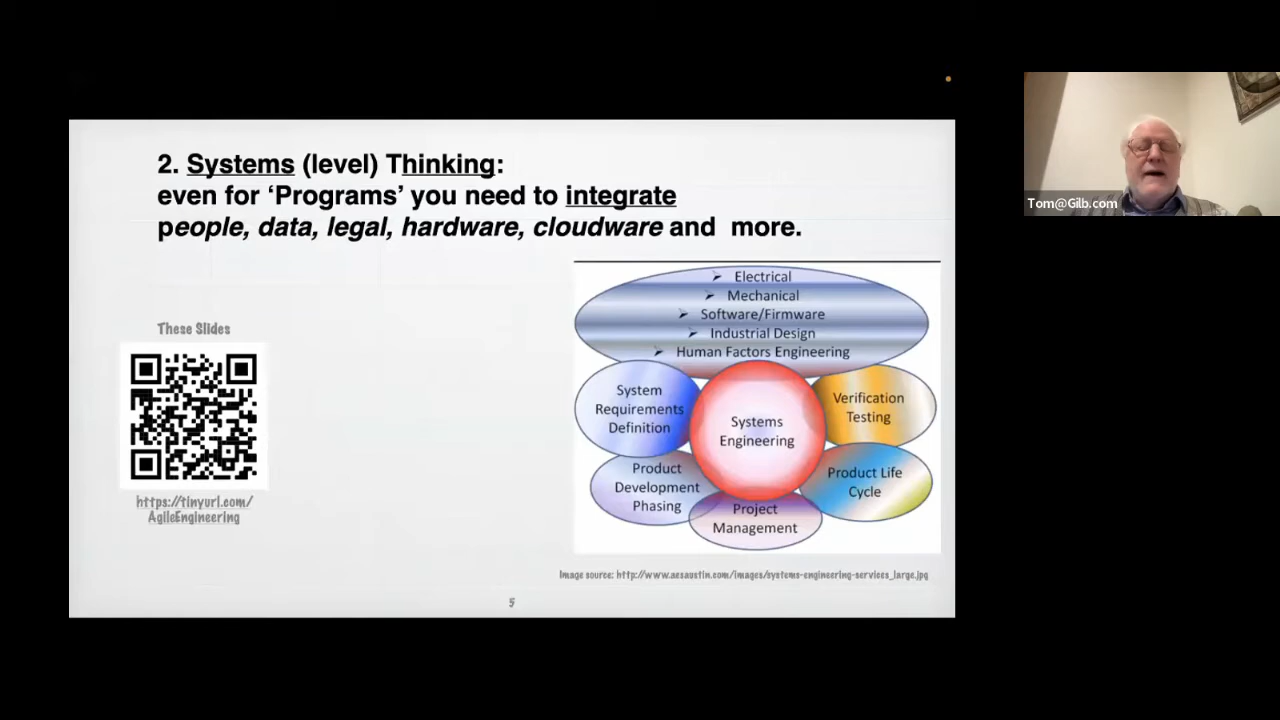 2. Systems (level) Thinking:
even for ‘Programs’ you need to integrate
people, data, legal, hardware, cloudware and more.
These Slides
https://tinyurl.com/
AgileEngineering
➢ Electrical
➢ Mechanical
➢ Software/Firmware
➢ Industrial Design
➢ Human Factors Engineering
System
Requirements
Definition
Systems
Engineering
Verification
Testing
Product
Development
Phasing
Project
Management
Product Life
Cycle
Image source: http://www.aesaustin.com/images/systems-engineering-services_large.jpg
5
Tom@Gilb.com